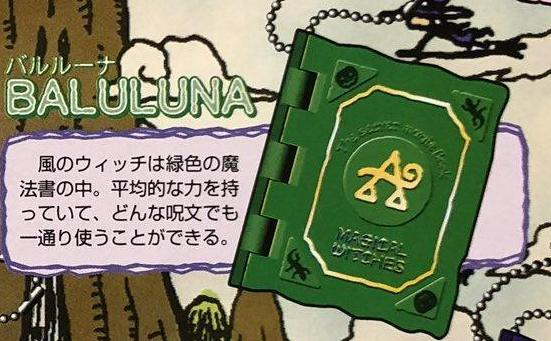 バルルーナ
BALULUNA
風のウィッチは緑色の魔
法書の中。平均的な力を持
っていて、どんな呪文でも
一通り使うことができる。
MAGICAL
WITCHES